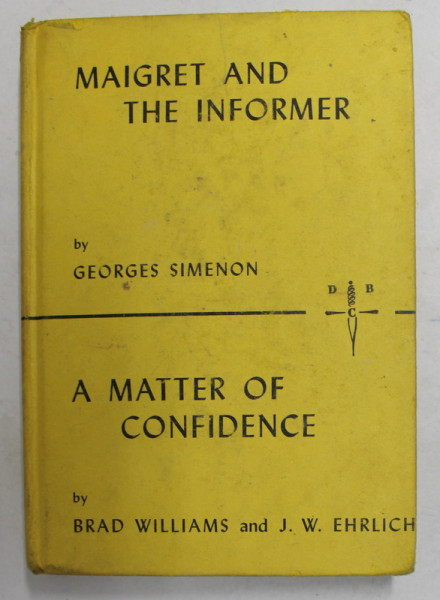 MAIGRET AND
THE INFORMER
by
GEORGES SIMENON
D B
C
A MATTER OF
CONFIDENCE
by
BRAD WILLIAMS and J. W. EHRLICH